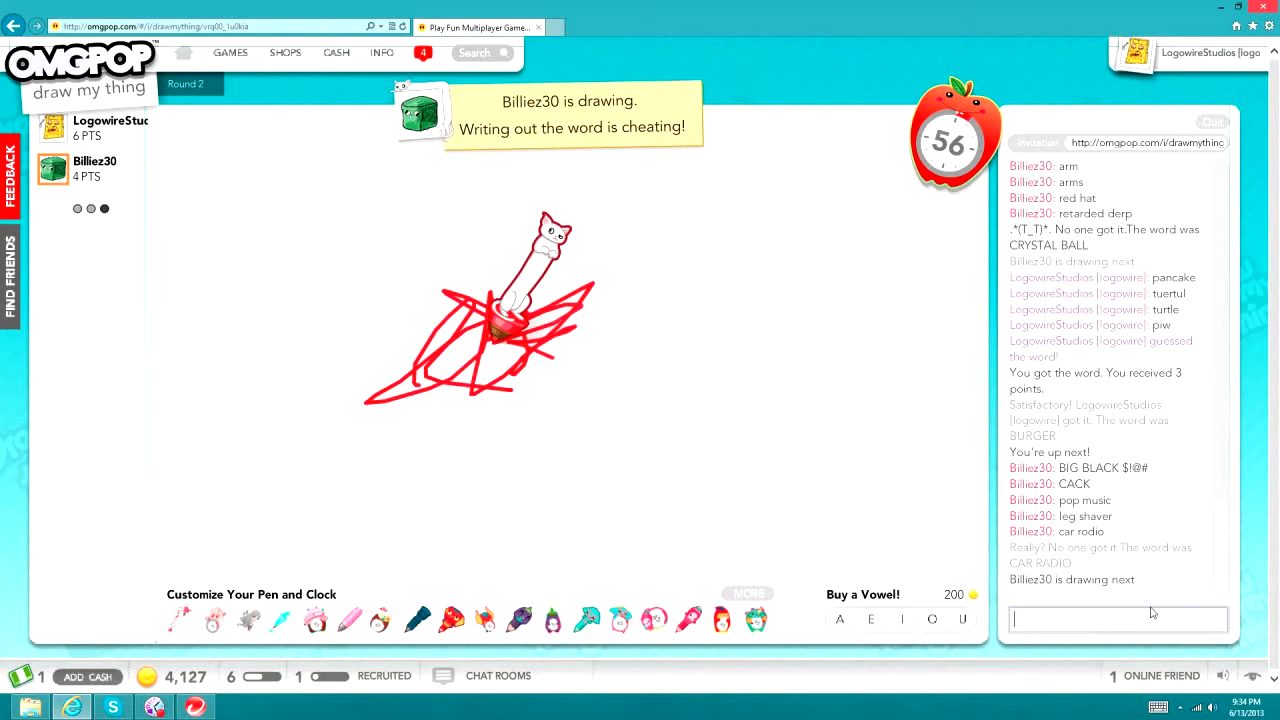 http://omgpop.com/#/i/drawmything/vrq00_1u0kia
Play Fun Multiplayer Game...
OMGPOP
TM
draw my thing
GAMES
SHOPS
CASH
INFO
4
Search
LogowireStudios [logo
Round 2
Billiez30 is drawing.
Writing out the word is cheating!
56
LogowireStuc
6 PTS
Billiez30
4 PTS
FEEDBACK
FIND FRIENDS
Quit
Invitation http://omgpop.com/i/drawmything
Billiez30: arm
Billiez30: arms
Billiez30: red hat
Billiez30: retarded derp
.*(T_T)*. No one got it.The word was
CRYSTAL BALL
Billiez30 is drawing next
LogowireStudios [logowire]: pancake
LogowireStudios [logowire]: tuertul
LogowireStudios [logowire]: turtle
LogowireStudios [logowire]: piw
LogowireStudios [logowire] guessed
the word!
You got the word. You received 3
points.
Satisfactory! LogowireStudios
[logowire] got it. The word was
BURGER
You're up next!
Billiez30: BIG BLACK $!@#
Billiez30: CACK
Billiez30: pop music
Billiez30: leg shaver
Billiez30: car rodio
Really? No one got it.The word was
CAR RADIO
Billiez30 is drawing next
Customize Your Pen and Clock
MORE
Buy a Vowel!
200
A E I O U
1
ADD CASH
4,127
6
1
RECRUITED
CHAT ROOMS
1 ONLINE FRIEND
9:34 PM
6/13/2013